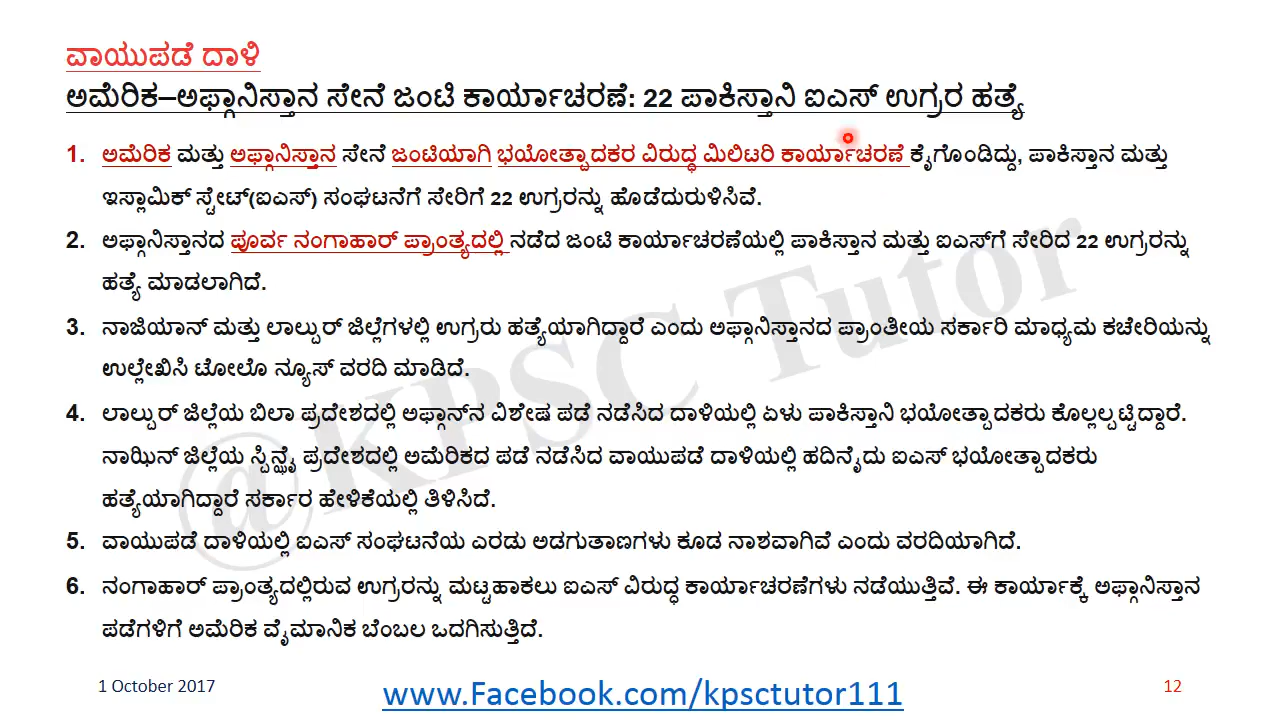 ವಾಯುಪಡೆ ದಾಳಿ
ಅಮೆರಿಕ–ಅಫ್ಘಾನಿಸ್ತಾನ ಸೇನೆ ಜಂಟಿ ಕಾರ್ಯಾಚರಣೆ: 22 ಪಾಕಿಸ್ತಾನಿ ಐಎಸ್ ಉಗ್ರರ ಹತ್ಯೆ
1. ಅಮೆರಿಕ ಮತ್ತು ಅಫ್ಘಾನಿಸ್ತಾನ ಸೇನೆ ಜಂಟಿಯಾಗಿ ಭಯೋತ್ಪಾದಕರ ವಿರುದ್ಧ ಮಿಲಿಟರಿ ಕಾರ್ಯಾಚರಣೆ ಕೈಗೊಂಡಿದ್ದು, ಪಾಕಿಸ್ತಾನ ಮತ್ತು
ಇಸ್ಲಾಮಿಕ್ ಸ್ಟೇಟ್(ಐಎಸ್) ಸಂಘಟನೆಗೆ ಸೇರಿಗೆ 22 ಉಗ್ರರನ್ನು ಹೊಡೆದುರುಳಿಸಿವೆ.
2. ಅಫ್ಘಾನಿಸ್ತಾನದ ಪೂರ್ವ ನಂಗಾಹಾರ್ ಪ್ರಾಂತ್ಯದಲ್ಲಿ ನಡೆದ ಜಂಟಿ ಕಾರ್ಯಾಚರಣೆಯಲ್ಲಿ ಪಾಕಿಸ್ತಾನ ಮತ್ತು ಐಎಸ್‌ಗೆ ಸೇರಿದ 22 ಉಗ್ರರನ್ನು
ಹತ್ಯೆ ಮಾಡಲಾಗಿದೆ.
3. ನಾಜಿಯಾನ್ ಮತ್ತು ಲಾಲ್ಪುರ್ ಜಿಲ್ಲೆಗಳಲ್ಲಿ ಉಗ್ರರು ಹತ್ಯೆಯಾಗಿದ್ದಾರೆ ಎಂದು ಅಫ್ಘಾನಿಸ್ತಾನದ ಪ್ರಾಂತೀಯ ಸರ್ಕಾರಿ ಮಾಧ್ಯಮ ಕಚೇರಿಯನ್ನು
ಉಲ್ಲೇಖಿಸಿ ಟೋಲೊ ನ್ಯೂಸ್ ವರದಿ ಮಾಡಿದೆ.
4. ಲಾಲ್ಪುರ್ ಜಿಲ್ಲೆಯ ಬಿಲಾ ಪ್ರದೇಶದಲ್ಲಿ ಅಫ್ಘಾನ್‌ನ ವಿಶೇಷ ಪಡೆ ನಡೆಸಿದ ದಾಳಿಯಲ್ಲಿ ಏಳು ಪಾಕಿಸ್ತಾನಿ ಭಯೋತ್ಪಾದಕರು ಕೊಲ್ಲಲ್ಪಟ್ಟಿದ್ದಾರೆ.
ನಾಝಿನ್ ಜಿಲ್ಲೆಯ ಸ್ಪಿನ್ಝೈ ಪ್ರದೇಶದಲ್ಲಿ ಅಮೆರಿಕದ ಪಡೆ ನಡೆಸಿದ ವಾಯುಪಡೆ ದಾಳಿಯಲ್ಲಿ ಹದಿನೈದು ಐಎಸ್ ಭಯೋತ್ಪಾದಕರು
ಹತ್ಯೆಯಾಗಿದ್ದಾರೆ ಸರ್ಕಾರ ಹೇಳಿಕೆಯಲ್ಲಿ ತಿಳಿಸಿದೆ.
5. ವಾಯುಪಡೆ ದಾಳಿಯಲ್ಲಿ ಐಎಸ್ ಸಂಘಟನೆಯ ಎರಡು ಅಡಗುತಾಣಗಳು ಕೂಡ ನಾಶವಾಗಿವೆ ಎಂದು ವರದಿಯಾಗಿದೆ.
6. ನಂಗಾಹಾರ್ ಪ್ರಾಂತ್ಯದಲ್ಲಿರುವ ಉಗ್ರರನ್ನು ಮಟ್ಟಹಾಕಲು ಐಎಸ್ ವಿರುದ್ಧ ಕಾರ್ಯಾಚರಣೆಗಳು ನಡೆಯುತ್ತಿವೆ. ಈ ಕಾರ್ಯಾಕ್ಕೆ ಅಫ್ಘಾನಿಸ್ತಾನ
ಪಡೆಗಳಿಗೆ ಅಮೆರಿಕ ವೈಮಾನಿಕ ಬೆಂಬಲ ಒದಗಿಸುತ್ತಿದೆ.
@KPSC Tutor
1 October 2017
www.Facebook.com/kpsctutor111
12